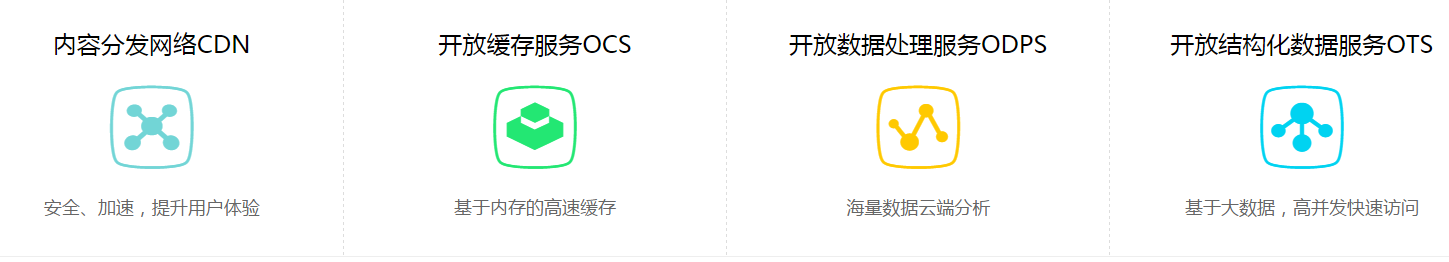 内容分发网络CDN
开放缓存服务OCS
开放数据处理服务ODPS
开放结构化数据服务OTS
安全、加速，提升用户体验
基于内存的高速缓存
海量数据云端分析
基于大数据，高并发快速访问